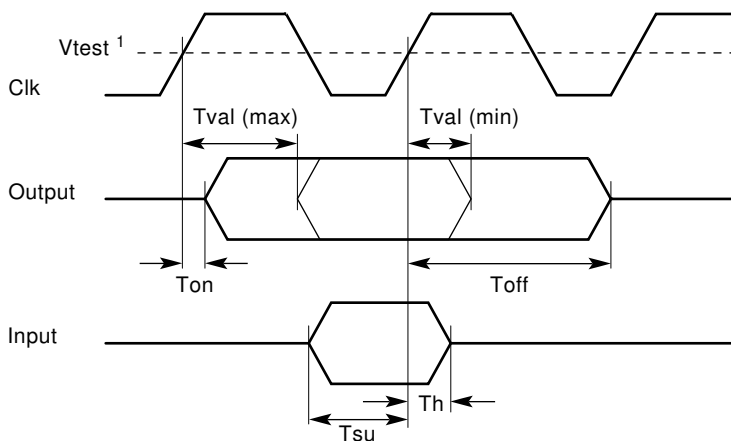 Vtest ¹
Clk
Tval (max)
Tval (min)
Output
Ton
Toff
Input
Th
Tsu